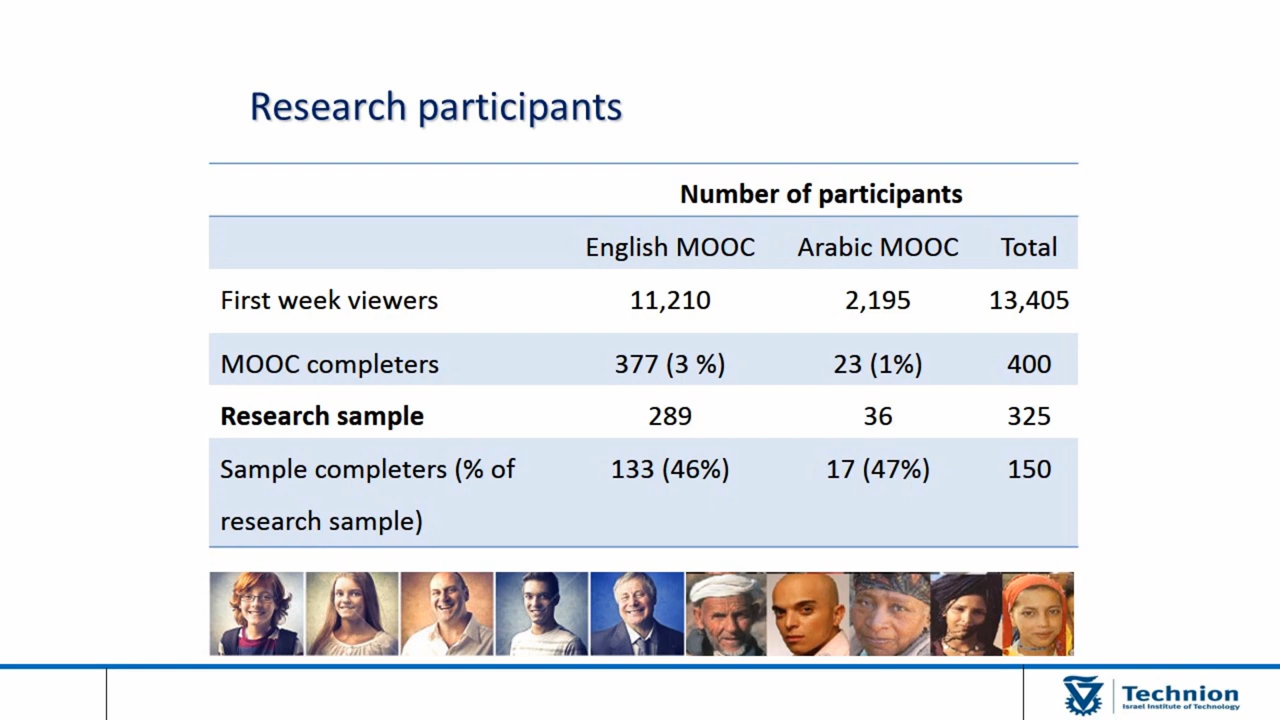 Research participants
Number of participants
English MOOC Arabic MOOC Total
First week viewers 11,210 2,195 13,405
MOOC completers 377 (3 %) 23 (1%) 400
Research sample 289 36 325
Sample completers (% of 133 (46%) 17 (47%) 150
research sample)
Technion
Israel Institute of Technology